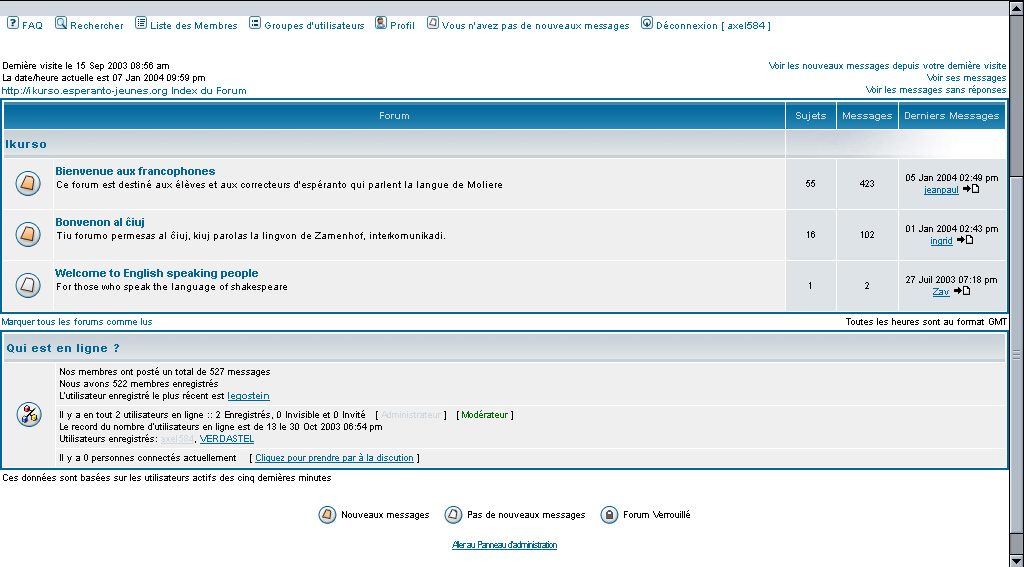 FAQ Rechercher Liste des Membres Groupes d'utilisateurs Profil Vous n'avez pas de nouveaux messages Déconnexion [ axel584 ]
Dernière visite le 15 Sep 2003 08:56 am
La date/heure actuelle est 07 Jan 2004 09:59 pm
http://ikurso.esperanto-jeunes.org Index du Forum
Voir les nouveaux messages depuis votre dernière visite
Voir ses messages
Voir les messages sans réponses
Forum Sujets Messages Derniers Messages
Ikurso
Bienvenue aux francophones
Ce forum est destiné aux élèves et aux correcteurs d'espéranto qui parlent la langue de Moliere
55 423
05 Jan 2004 02:49 pm
jeanpaul
Bonvenon al ĉiuj
Tiu forumo permesas al ĉiuj, kiuj parolas la lingvon de Zamenhof, interkomunikadi.
16 102
01 Jan 2004 02:43 pm
ingrid
Welcome to English speaking people
For those who speak the language of shakespeare
1 2
27 Juil 2003 07:18 pm
Zav
Marquer tous les forums comme lus
Toutes les heures sont au format GMT
Qui est en ligne ?
Nos membres ont posté un total de 527 messages
Nous avons 522 membres enregistrés
L'utilisateur enregistré le plus récent est legostein
Il y a en tout 2 utilisateurs en ligne :: 2 Enregistrés, 0 Invisible et 0 Invité [ Administrateur ] [ Modérateur ]
Le record du nombre d'utilisateurs en ligne est de 13 le 30 Oct 2003 06:54 pm
Utilisateurs enregistrés: axel584, VERDASTEL
Il y a 0 personnes connectés actuellement [ Cliquez pour prendre par à la discution ]
Ces données sont basées sur les utilisateurs actifs des cinq dernières minutes
Nouveaux messages Pas de nouveaux messages Forum Verrouillé
Aller au Panneau d'administration